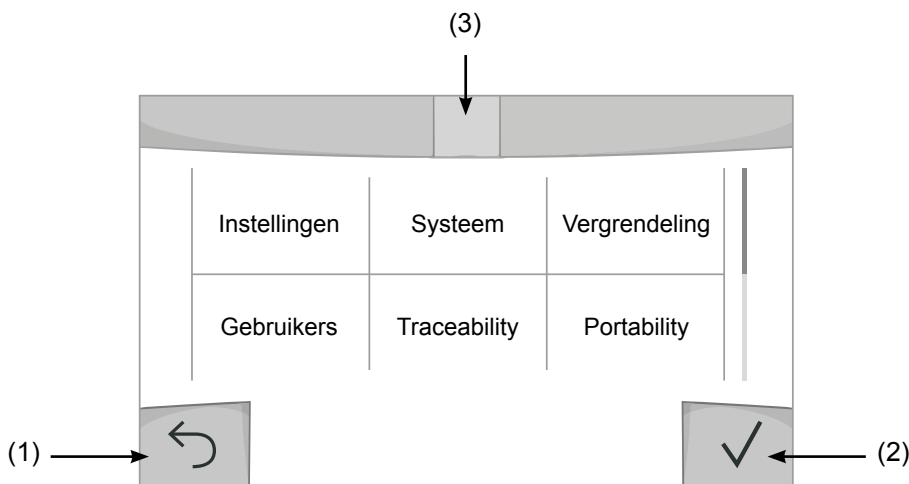 (3)
Instellingen Systeem Vergrendeling
Gebruikers Traceability Portability
(1) (2)